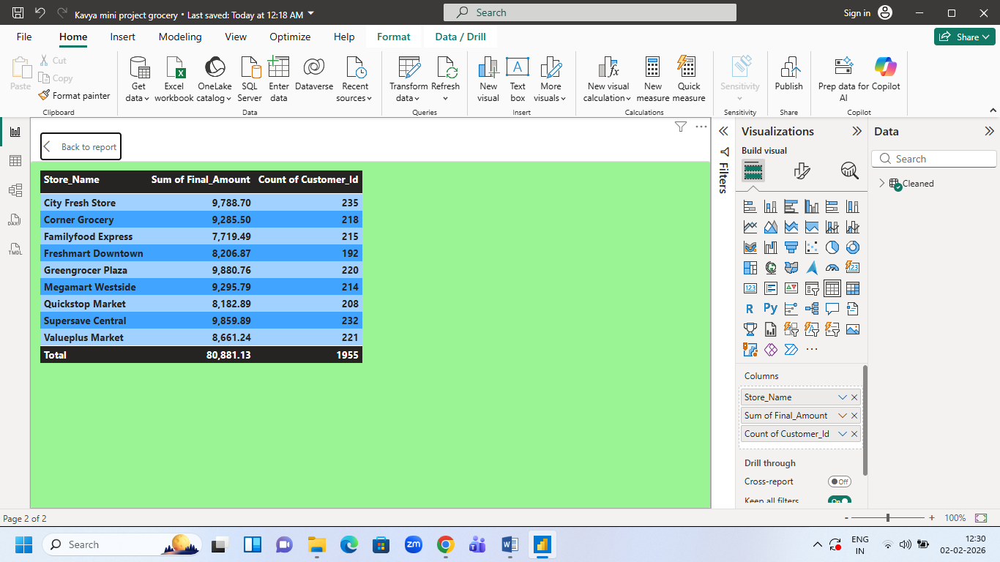 Kavya mini project grocery • Last saved: Today at 12:18 AM
Search
Sign in
File Home Insert Modeling View Optimize Help Format Data / Drill
Share
Paste
Cut
Copy
Format painter
Clipboard
Get data
Excel workbook
OneLake catalog
SQL Server
Enter data
Dataverse
Recent sources
Data
Transform data
Refresh
Queries
New visual
Text box
More visuals
Insert
New visual calculation
New measure
Quick measure
Calculations
Sensitivity
Sensitivity
Publish
Share
Prep data for AI
Copilot
Copilot
DAX
TMDL
Back to report
Store_Name Sum of Final_Amount Count of Customer_Id
City Fresh Store 9,788.70 235
Corner Grocery 9,285.50 218
Familyfood Express 7,719.49 215
Freshmart Downtown 8,206.87 192
Greengrocer Plaza 9,880.76 220
Megamart Westside 9,295.79 214
Quickstop Market 8,182.89 208
Supersave Central 9,859.89 232
Valueplus Market 8,661.24 221
Total 80,881.13 1955
Filters
Visualizations
Build visual
123
123
R
Py
Columns
Store_Name
Sum of Final_Amount
Count of Customer_Id
Drill through
Cross-report Off
Keep all filters On
Data
Search
Cleaned
Page 2 of 2
- + 100%
Search
zm
ENG
IN
12:30
02-02-2026